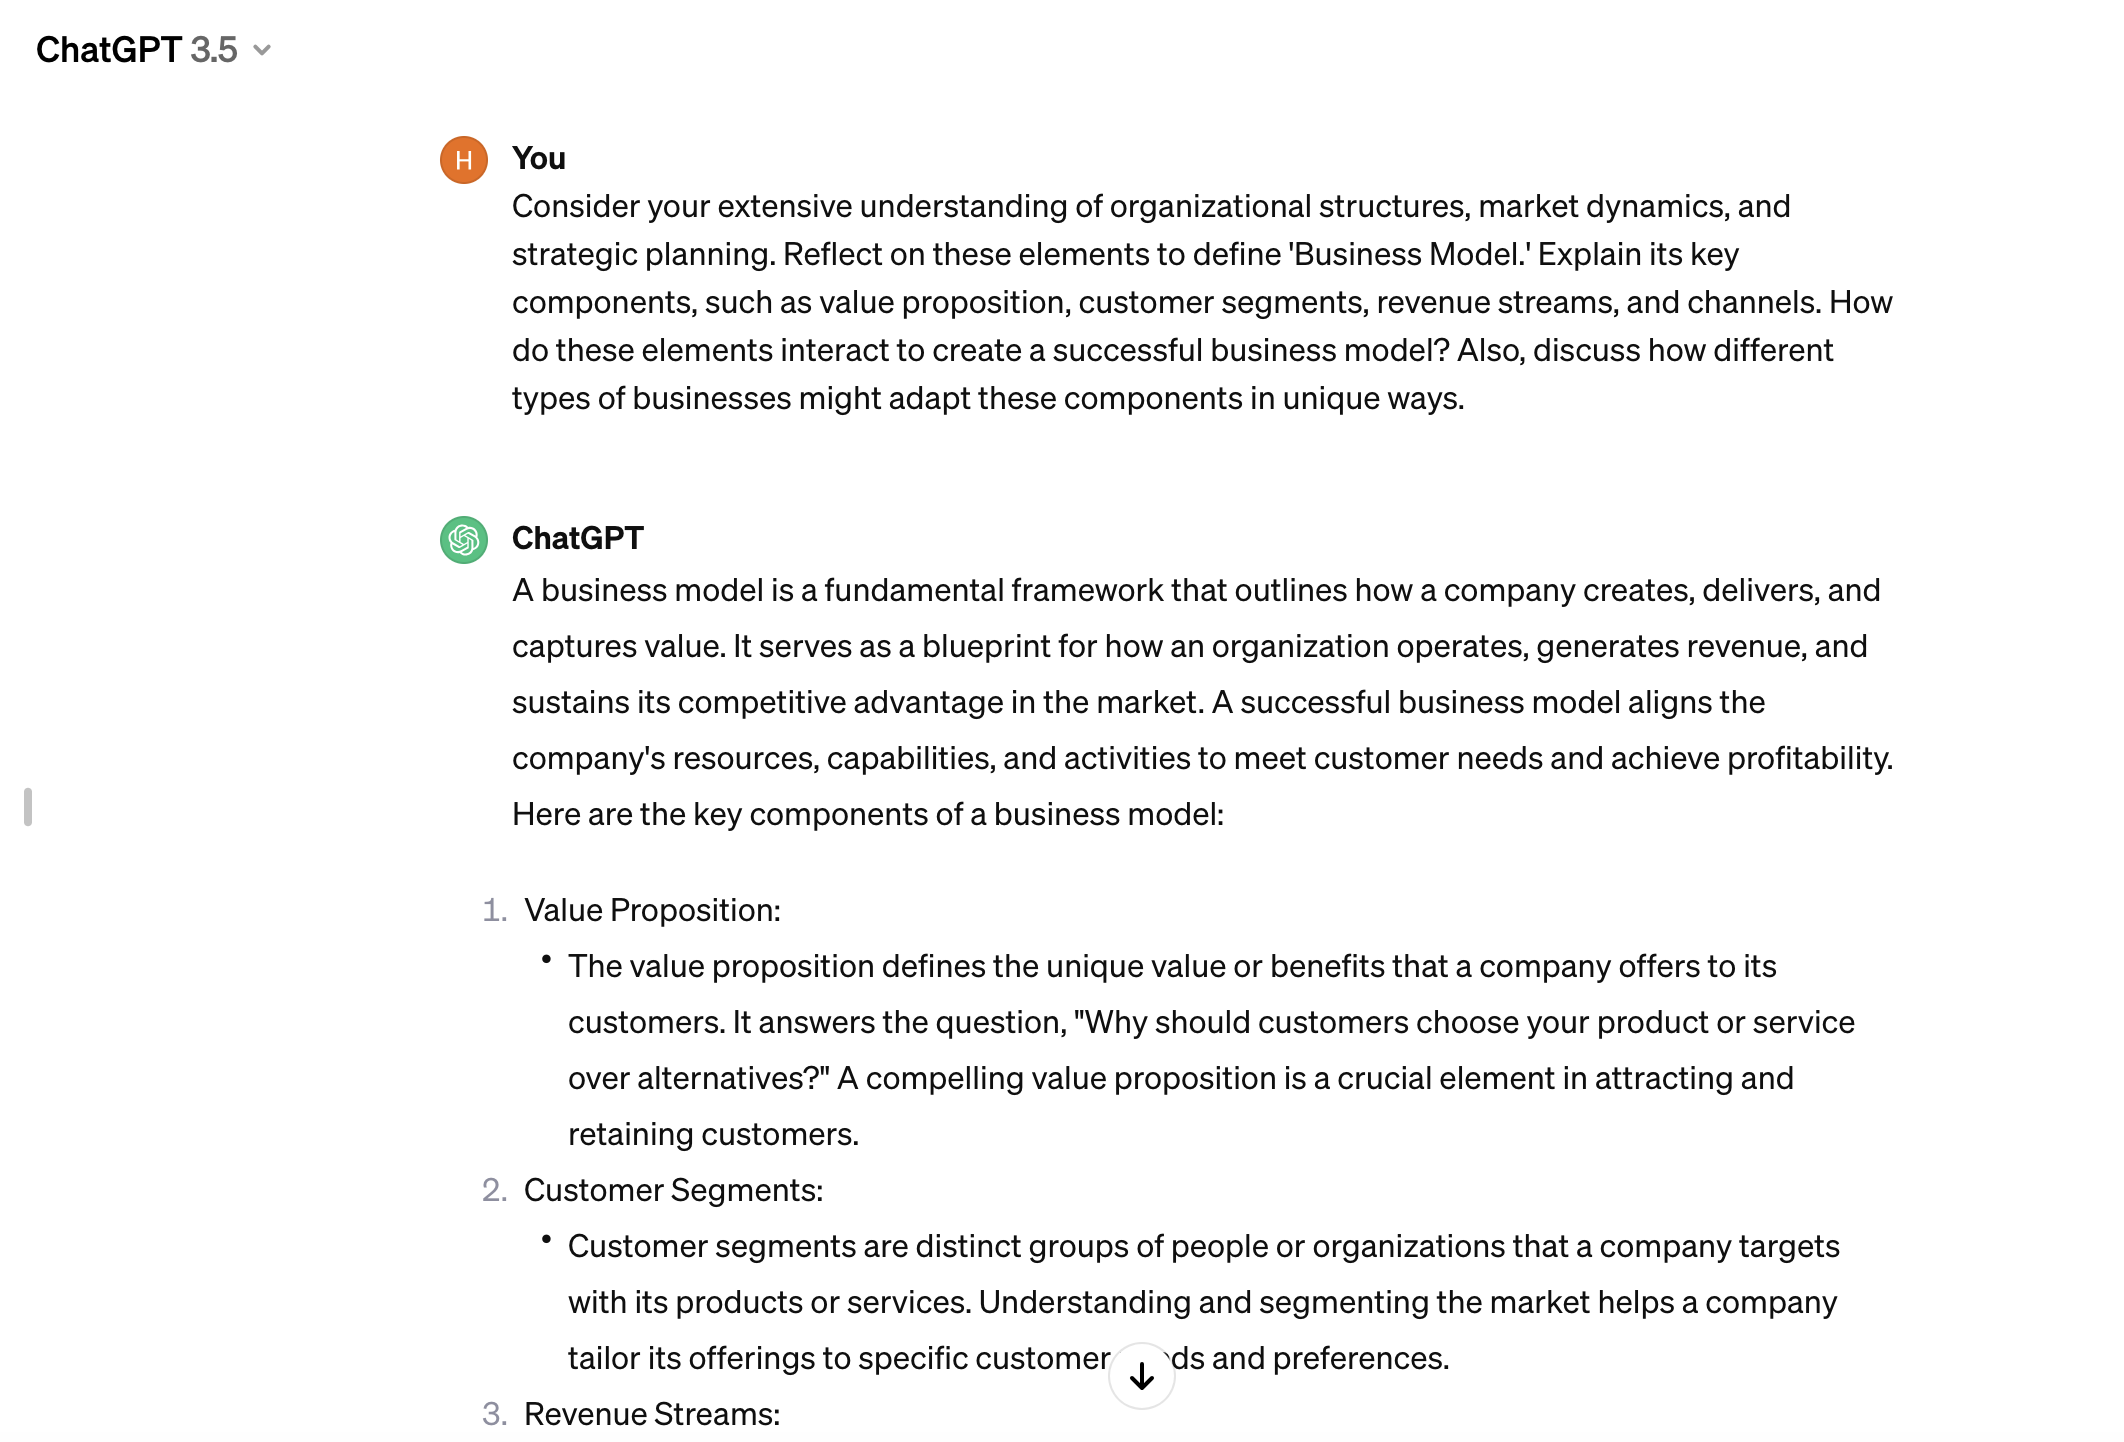 ChatGPT 3.5
H
You
Consider your extensive understanding of organizational structures, market dynamics, and
strategic planning. Reflect on these elements to define 'Business Model.' Explain its key
components, such as value proposition, customer segments, revenue streams, and channels. How
do these elements interact to create a successful business model? Also, discuss how different
types of businesses might adapt these components in unique ways.
ChatGPT
A business model is a fundamental framework that outlines how a company creates, delivers, and
captures value. It serves as a blueprint for how an organization operates, generates revenue, and
sustains its competitive advantage in the market. A successful business model aligns the
company's resources, capabilities, and activities to meet customer needs and achieve profitability.
Here are the key components of a business model:
1. Value Proposition:
• The value proposition defines the unique value or benefits that a company offers to its
customers. It answers the question, "Why should customers choose your product or service
over alternatives?" A compelling value proposition is a crucial element in attracting and
retaining customers.
2. Customer Segments:
• Customer segments are distinct groups of people or organizations that a company targets
with its products or services. Understanding and segmenting the market helps a company
tailor its offerings to specific customer ds and preferences.
3. Revenue Streams: